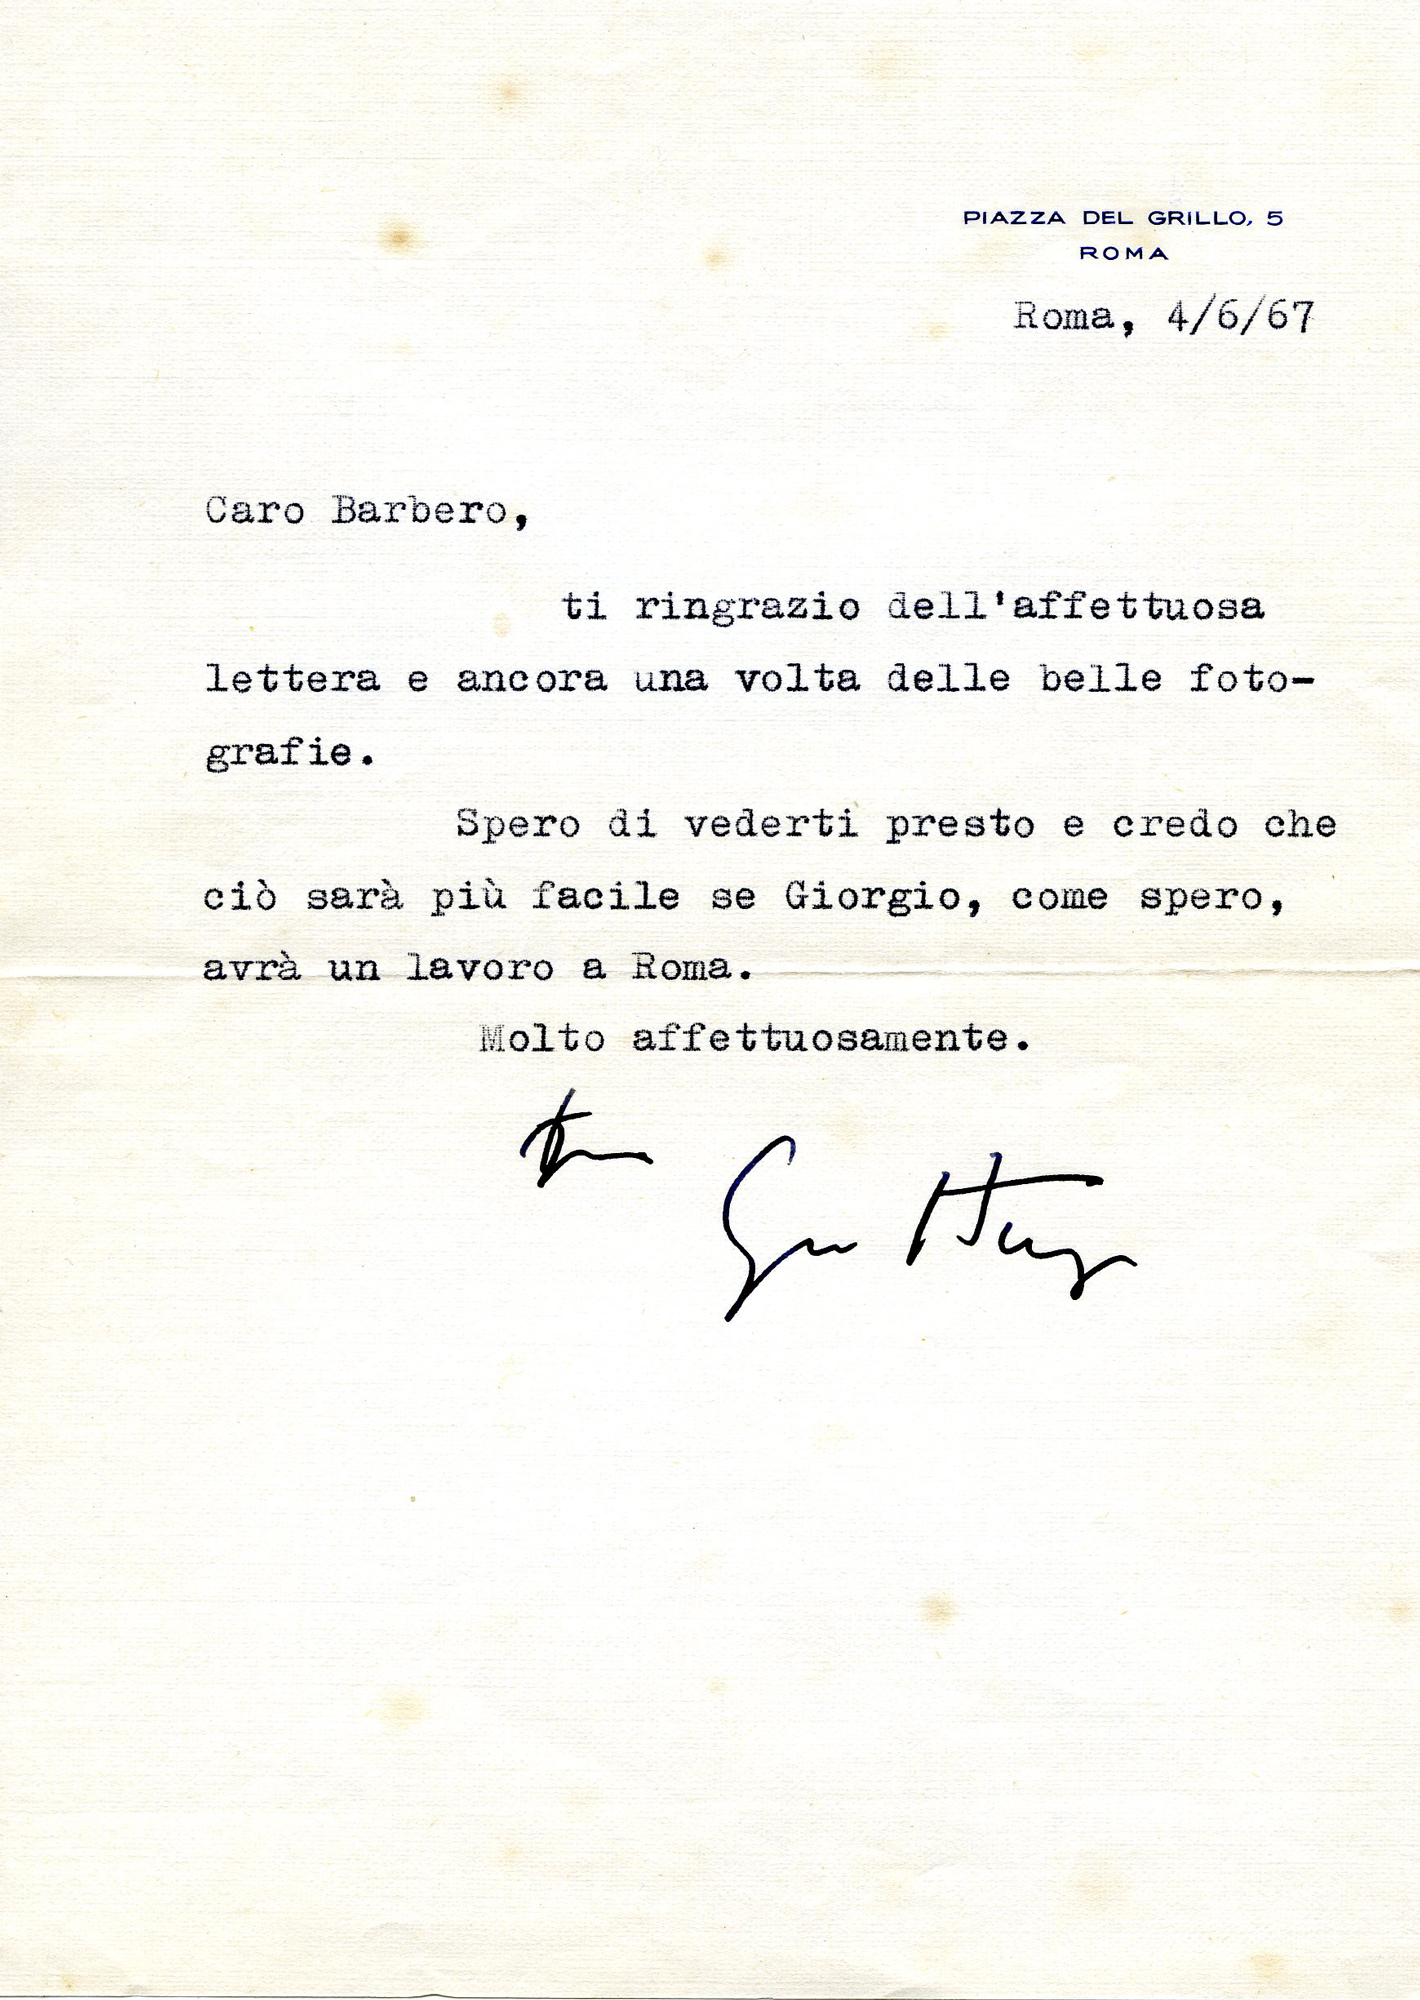 PIAZZA DEL GRILLO, 5
ROMA
Roma, 4/6/67
Caro Barbero,
ti ringrazio dell'affettuosa
lettera e ancora una volta delle belle foto-
grafie.
Spero di vederti presto e credo che
ciò sarà più facile se Giorgio, come spero,
avrà un lavoro a Roma.
Molto affettuosamente.